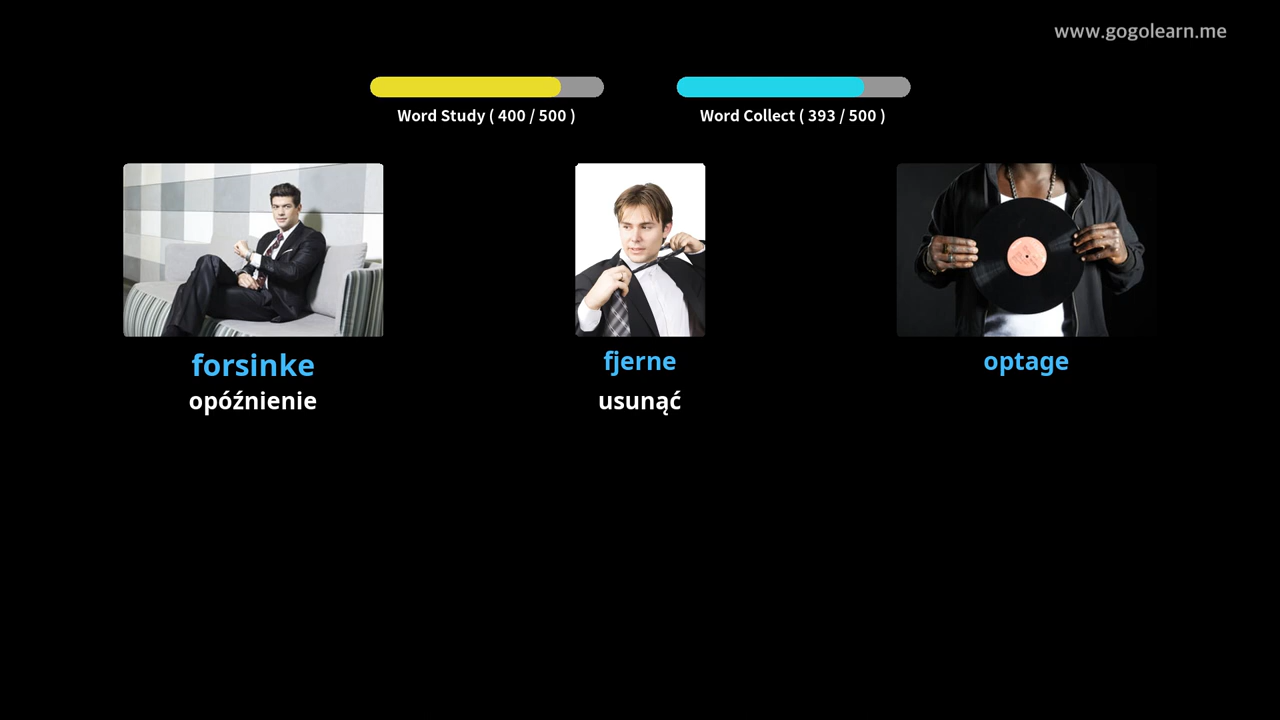 www.gogolearn.me
Word Study ( 400 / 500 )
Word Collect ( 393 / 500 )
forsinke
fjerne
optage
opóźnienie
usunąć